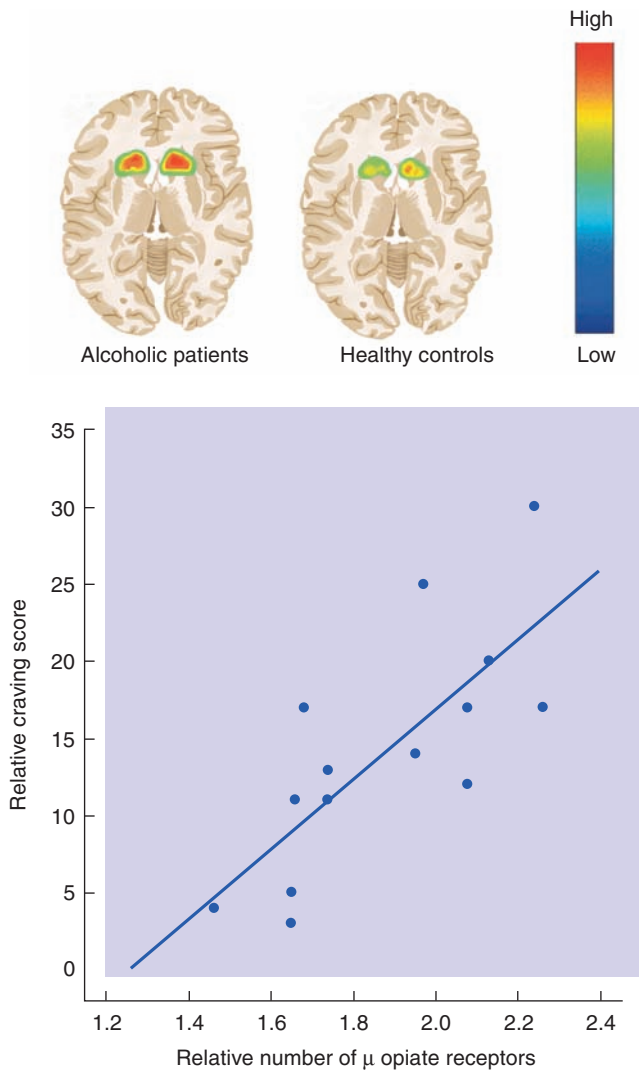 High
Alcoholic patients
Healthy controls
Low
35
30
25
20
15
10
5
0
Relative craving score
1.2
1.4
1.6
1.8
2.0
2.2
2.4
Relative number of μ opiate receptors